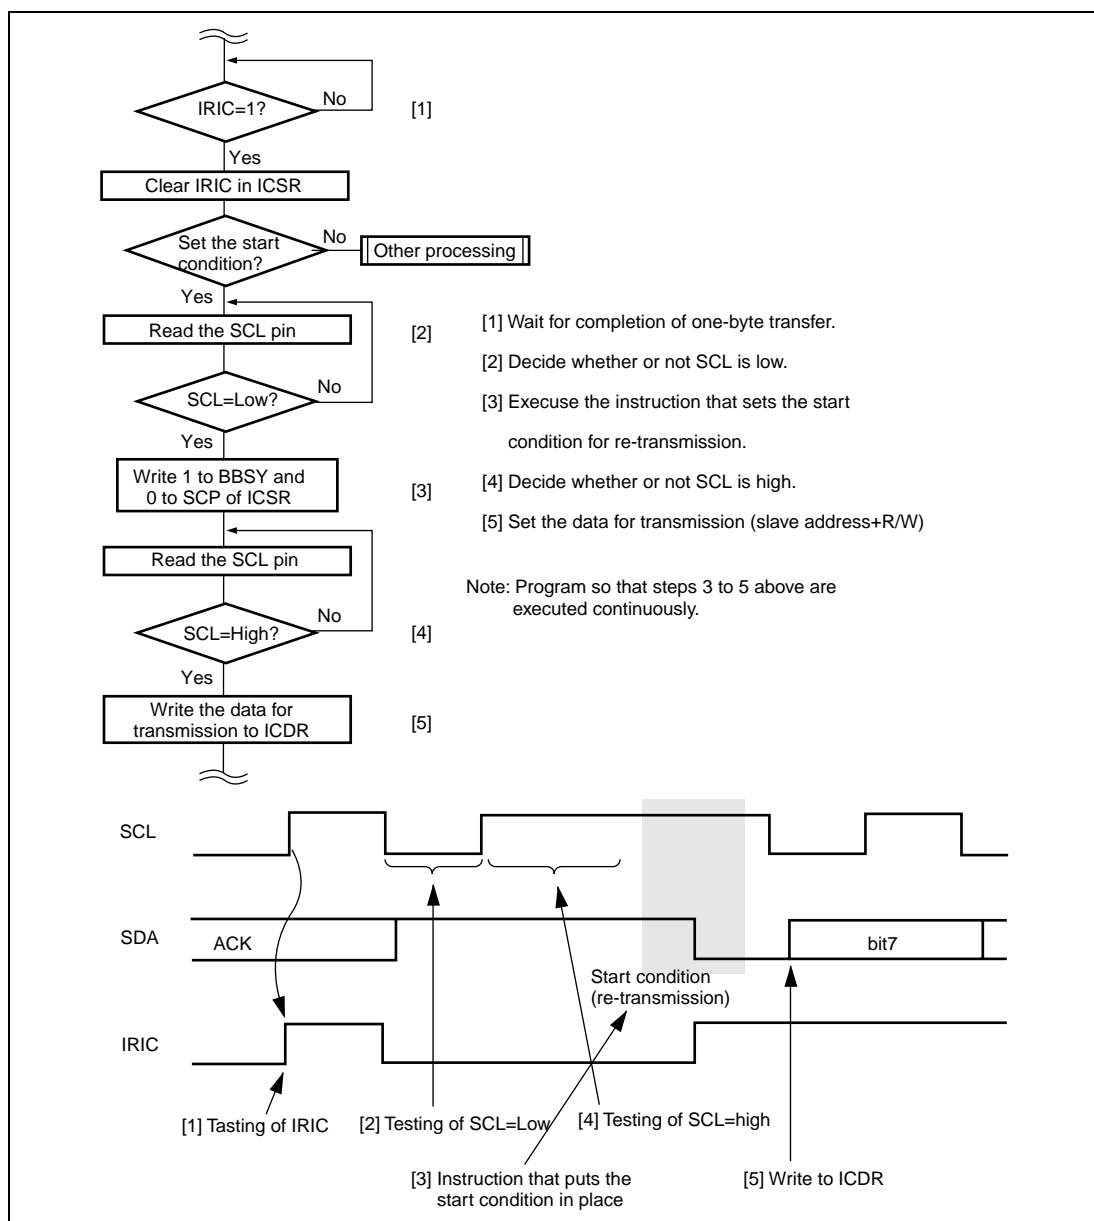 IRIC=1?
No
[1]
Yes
Clear IRIC in ICSR
Set the start
condition?
No
Other processing
Yes
Read the SCL pin
[2]
SCL=Low?
No
Yes
Write 1 to BBSY and
0 to SCP of ICSR
[3]
Read the SCL pin
SCL=High?
No
[4]
Yes
Write the data for
transmission to ICDR
[5]
[1] Wait for completion of one-byte transfer.
[2] Decide whether or not SCL is low.
[3] Execuse the instruction that sets the start
condition for re-transmission.
[4] Decide whether or not SCL is high.
[5] Set the data for transmission (slave address+R/W)
Note: Program so that steps 3 to 5 above are
executed continuously.
SCL
SDA
ACK
bit7
Start condition
(re-transmission)
IRIC
[1] Tasting of IRIC
[2] Testing of SCL=Low
[4] Testing of SCL=high
[3] Instruction that puts the
start condition in place
[5] Write to ICDR